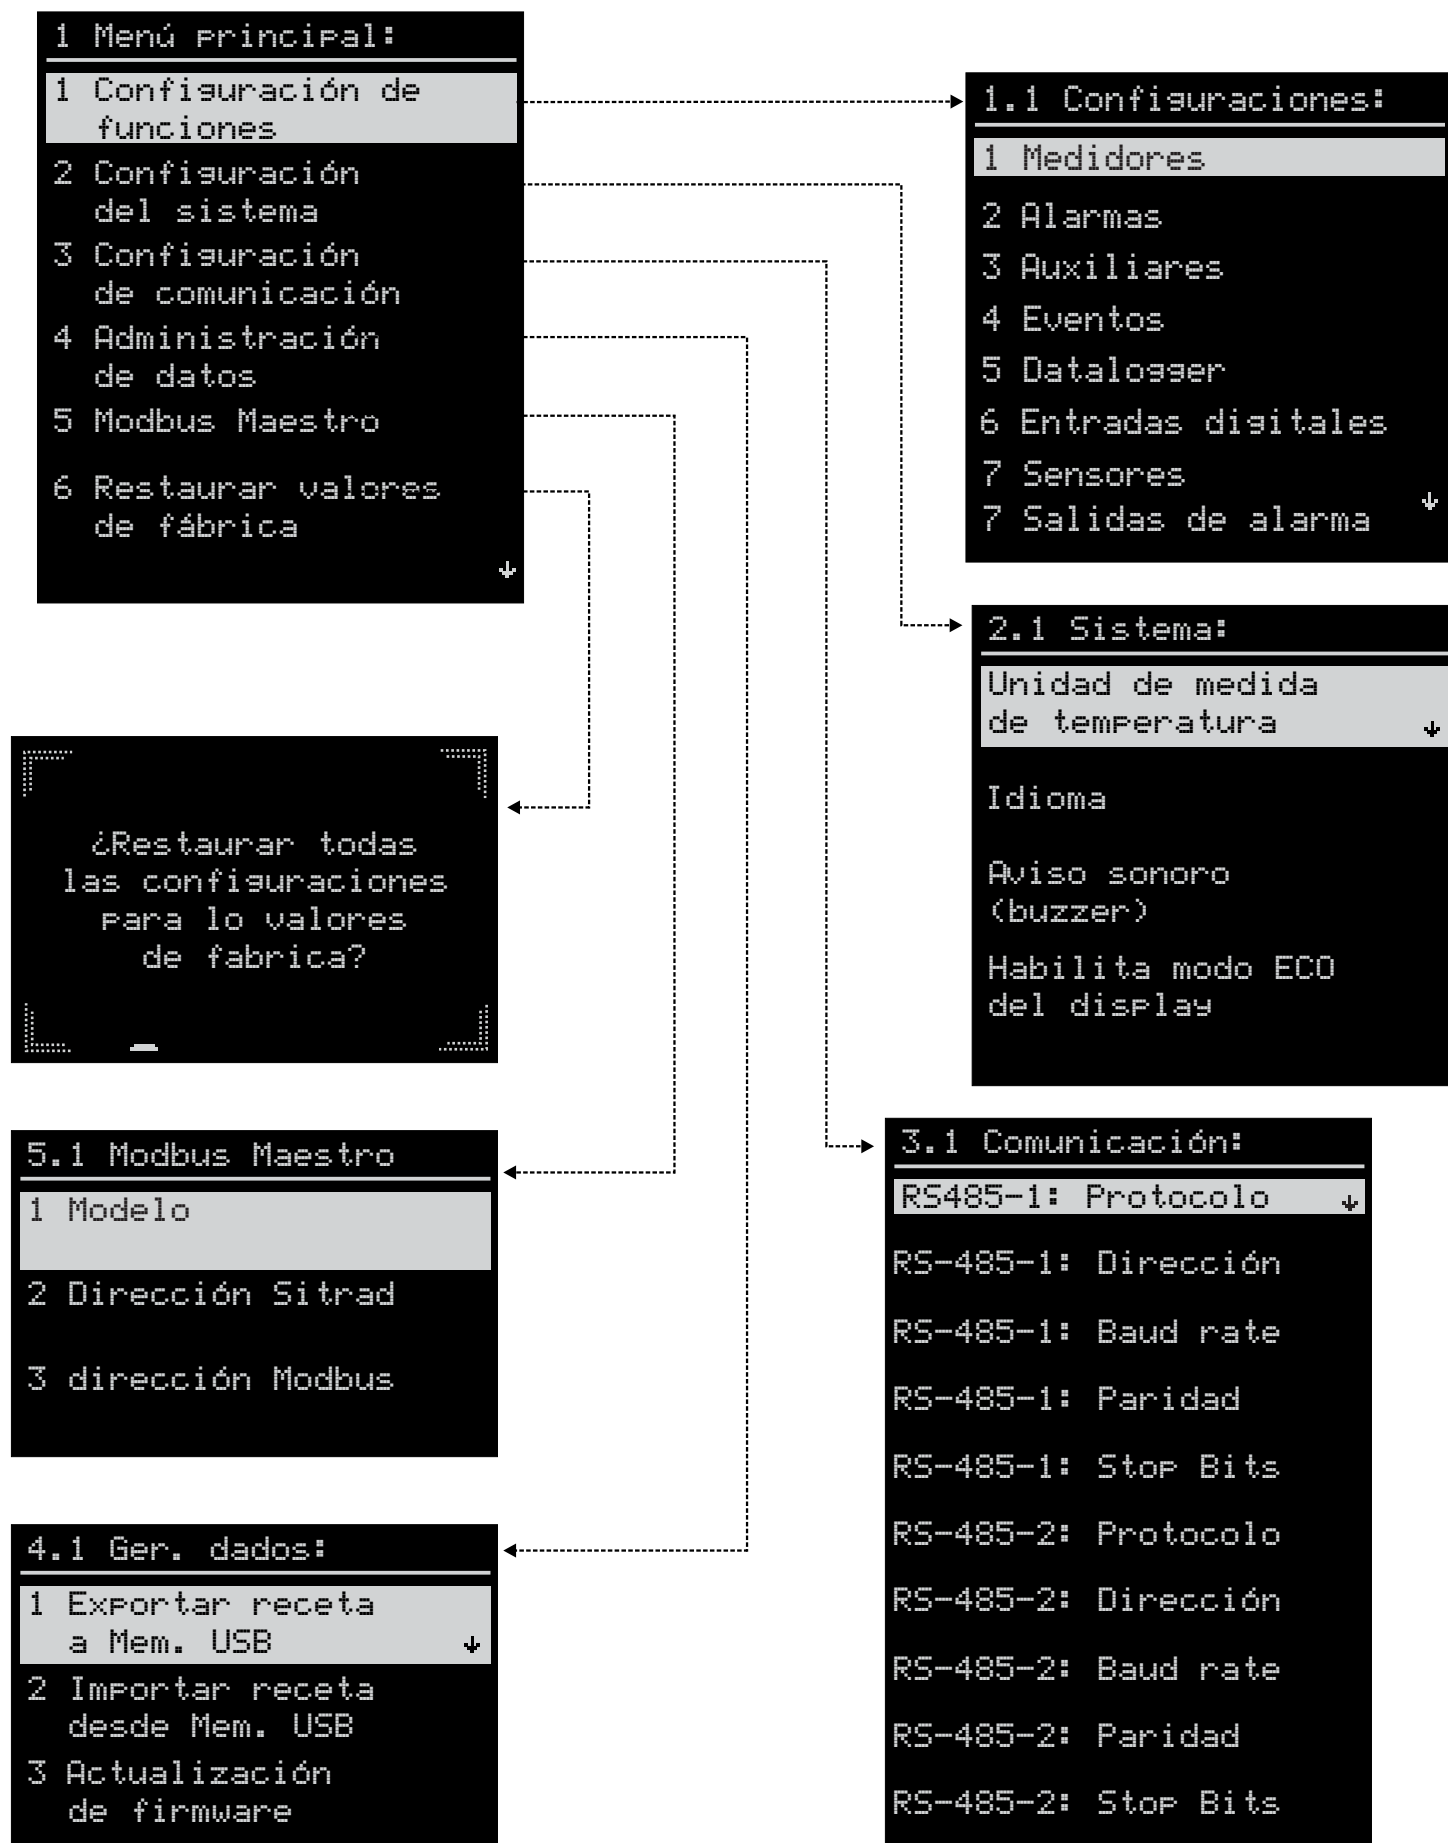 1 Menú principal:
1 Configuración de
funciones
2 Configuración
del sistema
3 Configuración
de comunicación
4 Administración
de datos
5 Modbus Maestro
6 Restaurar valores
de fábrica
1.1 Configuraciones:
1 Medidores
2 Alarmas
3 Auxiliares
4 Eventos
5 Datalogger
6 Entradas digitales
7 Sensores
7 Salidas de alarma
2.1 Sistema:
Unidad de medida
de temperatura
Idioma
Aviso sonoro
(buzzer)
Habilita modo ECO
del display
¿Restaurar todas
las configuraciones
para lo valores
de fabrica?
3.1 Comunicación:
RS485-1: Protocolo
RS-485-1: Dirección
RS-485-1: Baud rate
RS-485-1: Paridad
RS-485-1: Stop Bits
RS-485-2: Protocolo
RS-485-2: Dirección
RS-485-2: Baud rate
RS-485-2: Paridad
RS-485-2: Stop Bits
5.1 Modbus Maestro
1 Modelo
2 Dirección Sitrad
3 dirección Modbus
4.1 Ger. dados:
1 Exportar receta
a Mem. USB
2 Importar receta
desde Mem. USB
3 Actualización
de firmware